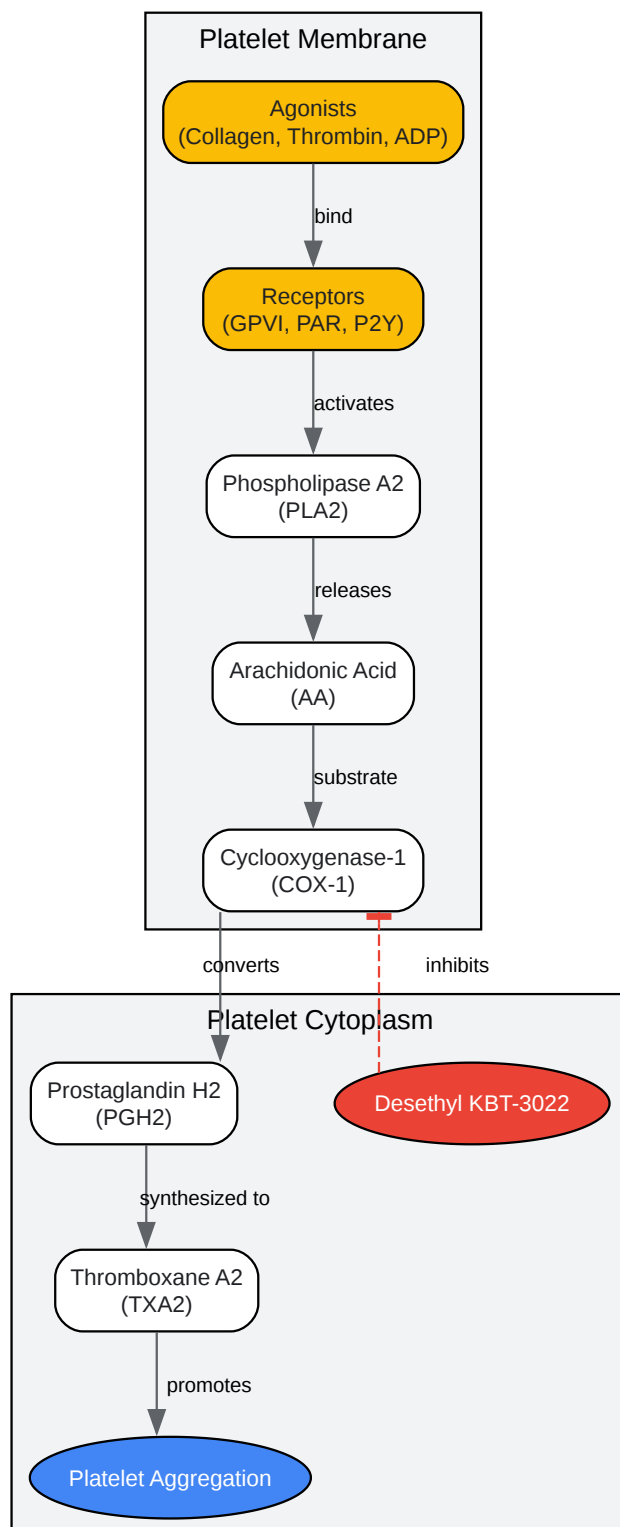 Platelet Membrane
Agonists
(Collagen, Thrombin, ADP)
bind
Receptors
(GPVI, PAR, P2Y)
activates
Phospholipase A2
(PLA2)
releases
Arachidonic Acid
(AA)
substrate
Cyclooxygenase-1
(COX-1)
converts
inhibits
Platelet Cytoplasm
Prostaglandin H2
(PGH2)
Desethyl KBT-3022
synthesized to
Thromboxane A2
(TXA2)
promotes
Platelet Aggregation